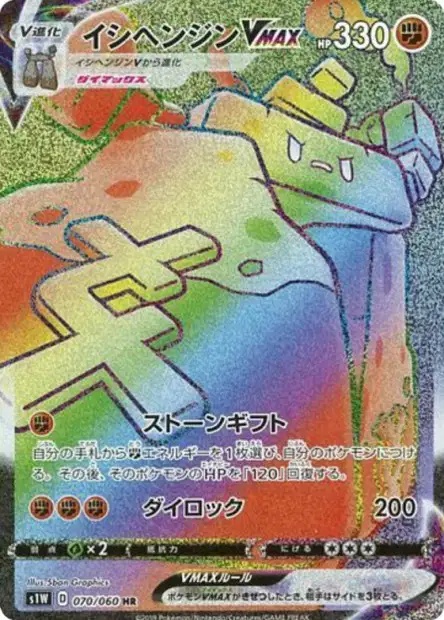 V進化
イシヘンジンVMAX
HP330
イシヘンジンVから進化
ダイマックス
ストーンギフト
自分の手札から エネルギーを1枚選び、自分のポケモンにつけ
る。その後、そのポケモンのHPを「120」回復する。
ダイロック 200
弱点 ×2 抵抗力 にげる
Illus. 5ban Graphics
VMAXルール
s1W D 070/060 HR
ポケモンVMAXがきぜつしたとき、相手はサイドを3枚とる。
©2019 Pokémon/Nintendo/Creatures/GAME FREAK